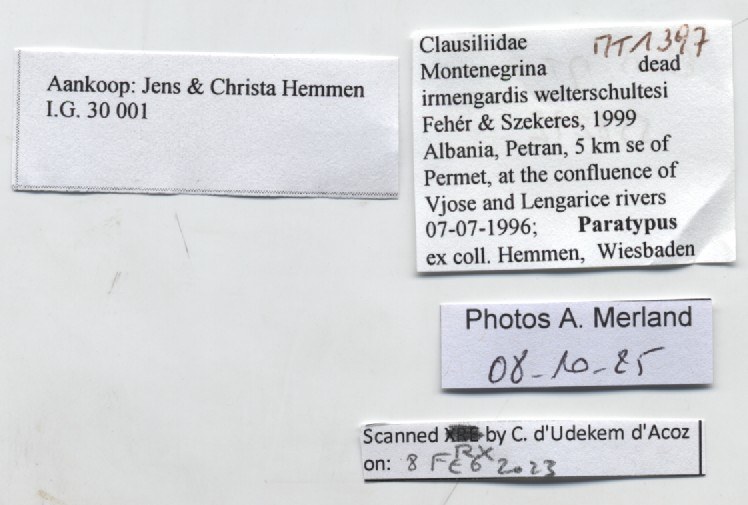 Aankoop: Jens & Christa Hemmen
I.G. 30 001
Clausiliidae MT1397
Montenegrina dead
irmengardis welterschultesi
Fehér & Szekeres, 1999
Albania, Petran, 5 km se of
Permet, at the confluence of
Vjose and Lengarice rivers
07-07-1996; Paratypus
ex coll. Hemmen, Wiesbaden
Photos A. Merland
08-10-25
Scanned RX by C. d'Udekem d'Acoz
on: 8 FEB 2023